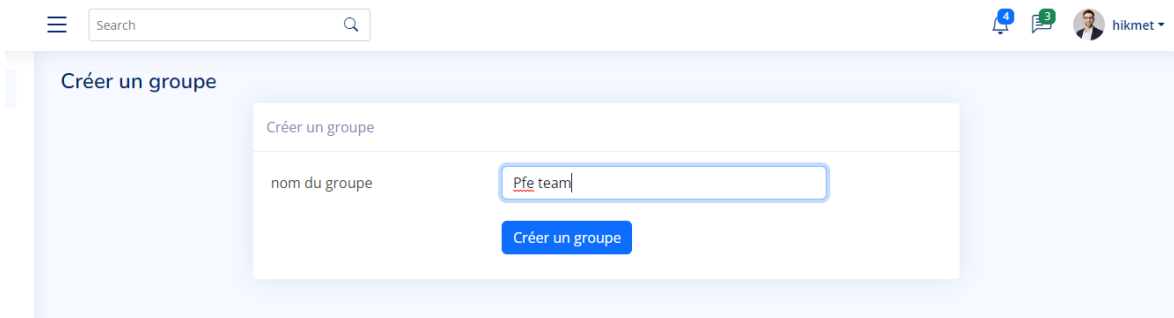 Search
4
3
hikmet
Créer un groupe
Créer un groupe
nom du groupe
Pfe team
Créer un groupe